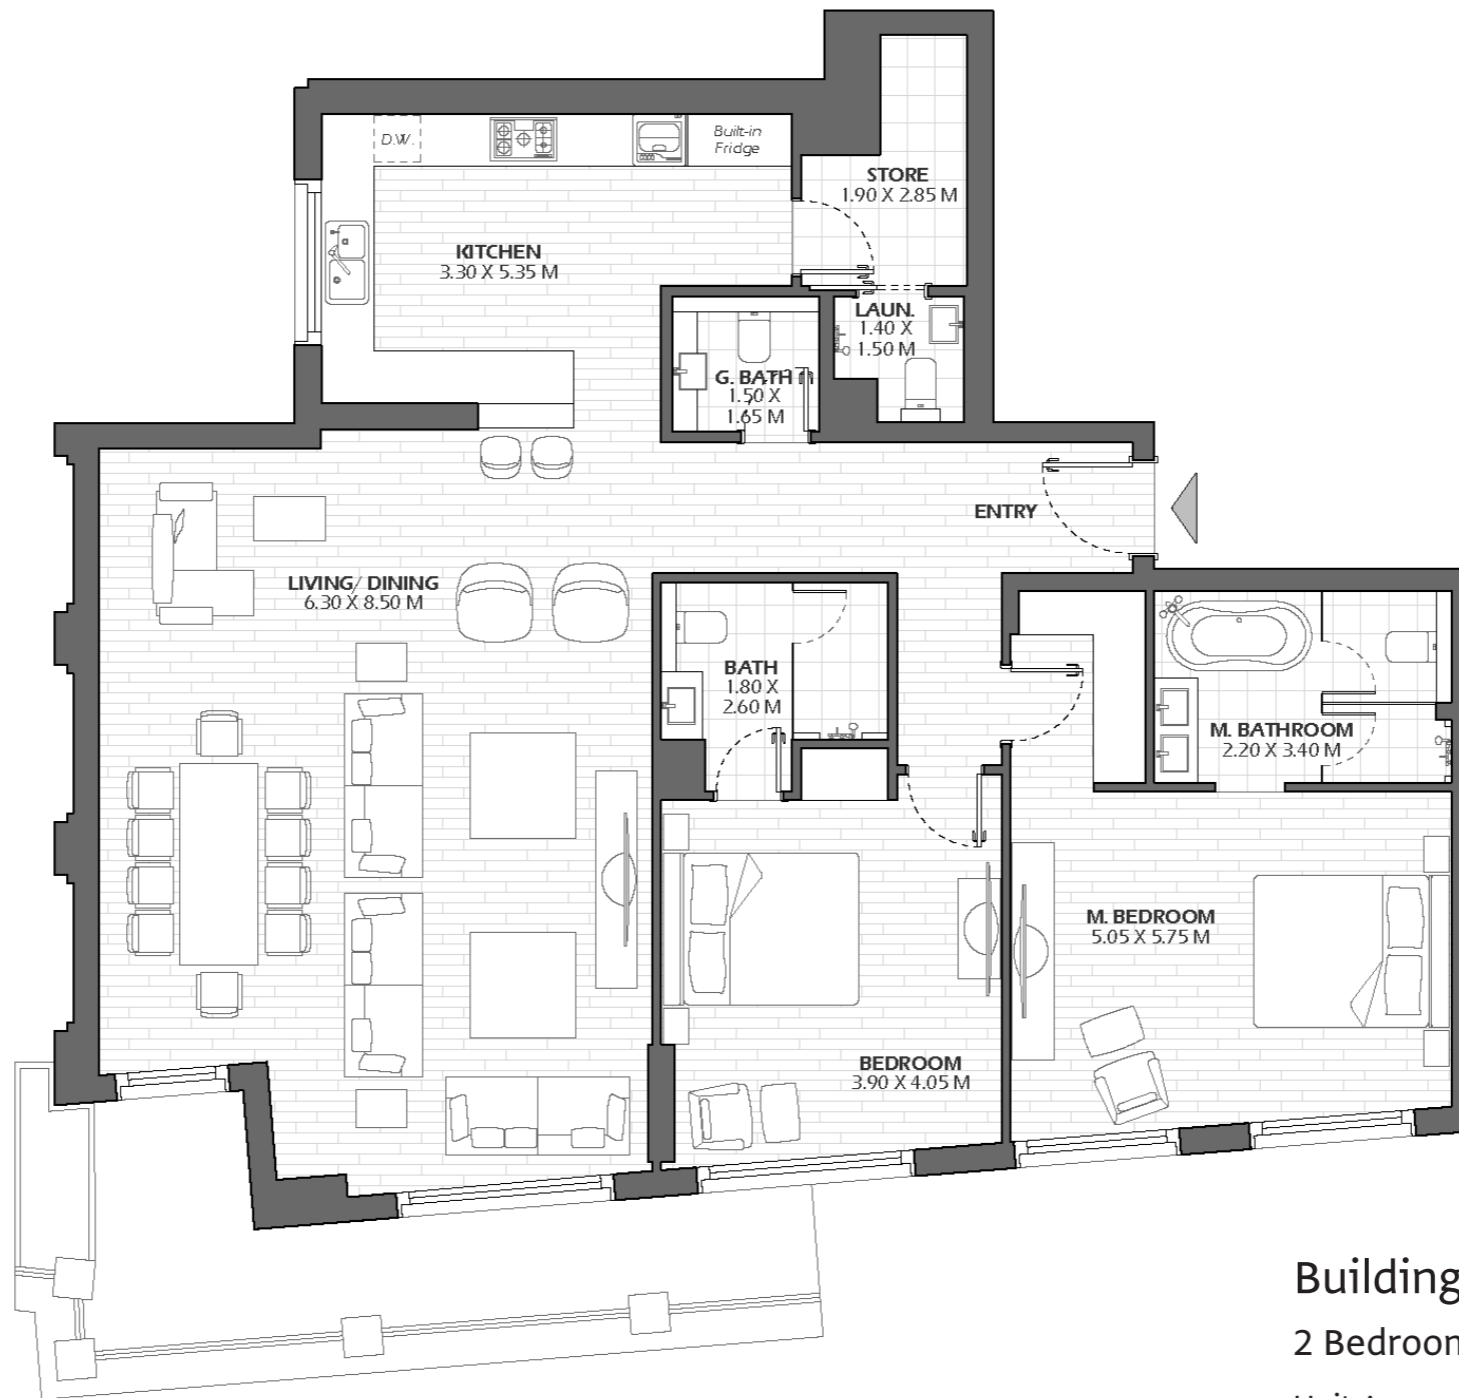 D.W.
Built-in
Fridge
STORE
1.90 X 2.85 M
KITCHEN
3.30 X 5.35 M
LAUN.
1.40 X
1.50 M
G. BATH
1.50 X
1.65 M
ENTRY
LIVING/ DINING
6.30 X 8.50 M
BATH
1.80 X
2.60 M
M. BATHROOM
2.20 X 3.40 M
M. BEDROOM
5.05 X 5.75 M
BEDROOM
3.90 X 4.05 M
Building
2 Bedroom